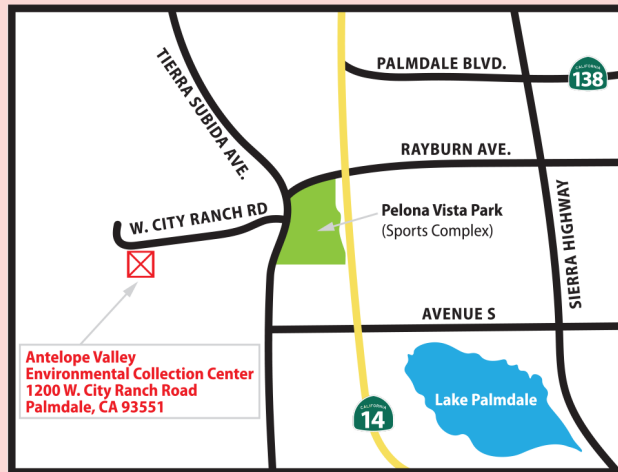 PALMDALE BLVD.
CALIFORNIA
138
TIERRA SUBIDA AVE.
RAYBURN AVE.
W. CITY RANCH RD
Pelona Vista Park
(Sports Complex)
SIERRA HIGHWAY
AVENUE S
Antelope Valley
Environmental Collection Center
1200 W. City Ranch Road
Palmdale, CA 93551
CALIFORNIA
14
Lake Palmdale